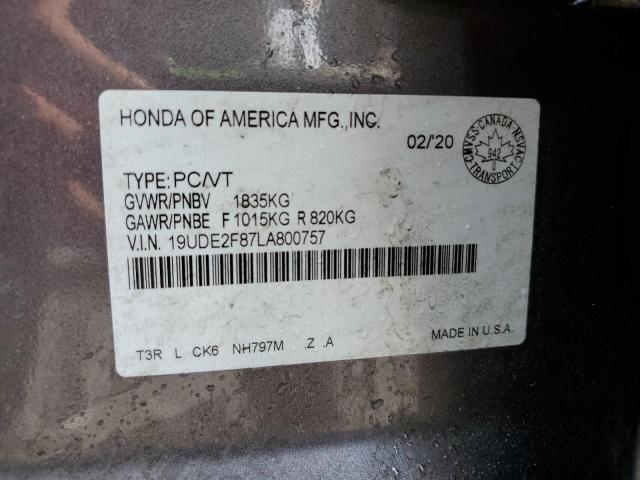 HONDA OF AMERICA MFG.,INC.
02/'20
CMVSS·CANADA·NSVAC
942
TRANSPORT
TYPE: PC/VT
GVWR/PNBV 1835KG
GAWR/PNBE F 1015KG R 820KG
V.I.N. 19UDE2F87LA800757
MADE IN U.S.A.
T3R L CK6 NH797M .Z .A